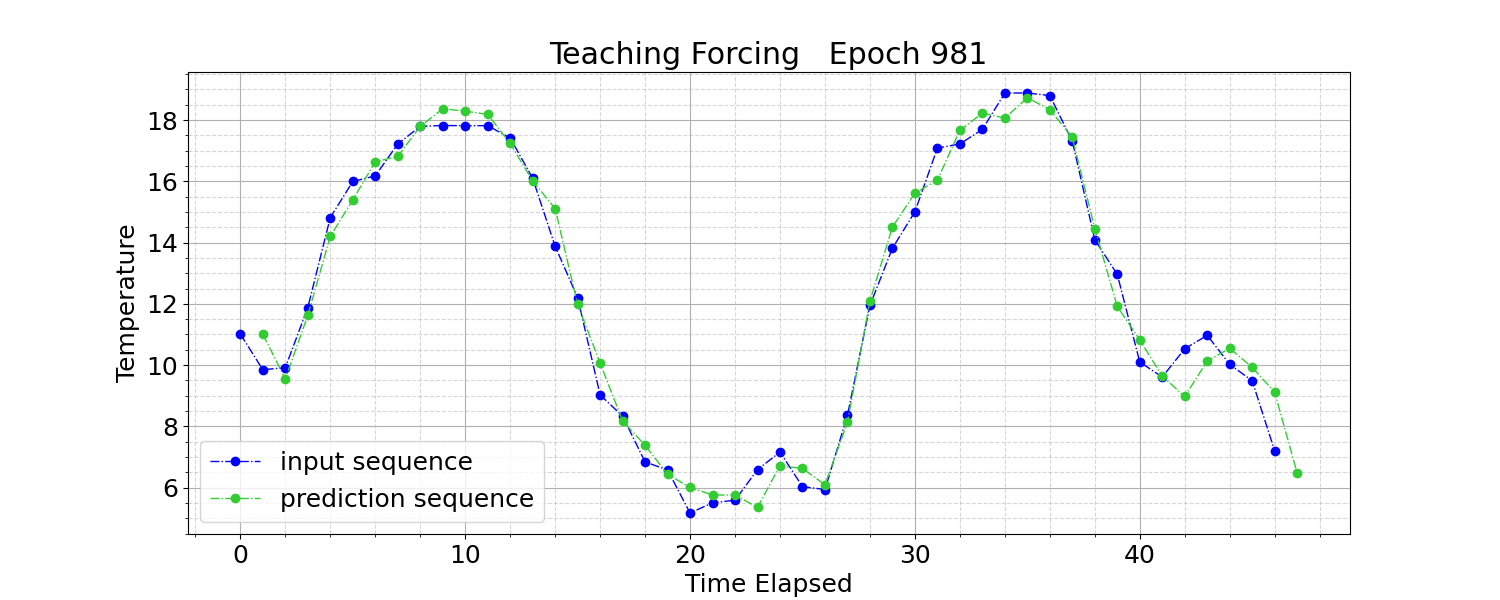 Teaching Forcing   Epoch 981
Temperature
18
16
14
12
10
8
6
input sequence
prediction sequence
0 10 20 30 40
Time Elapsed